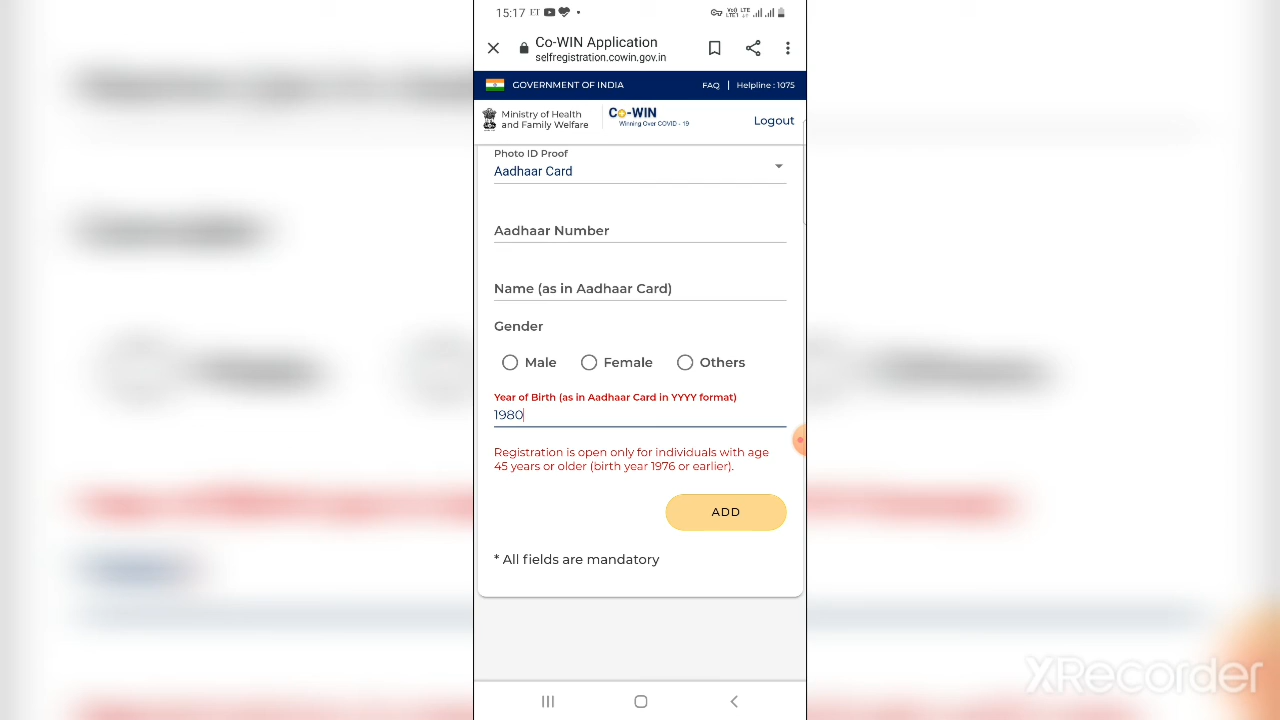 15:17
VoD LTE
LTE1
Co-WIN Application
selfregistration.cowin.gov.in
GOVERNMENT OF INDIA
FAQ | Helpline : 1075
Ministry of Health
and Family Welfare
Co-WIN
Winning Over COVID - 19
Logout
Photo ID Proof
Aadhaar Card
Aadhaar Number
Name (as in Aadhaar Card)
Gender
Male
Female
Others
Year of Birth (as in Aadhaar Card in YYYY format)
1980
Registration is open only for individuals with age
45 years or older (birth year 1976 or earlier).
ADD
* All fields are mandatory
XRecorder